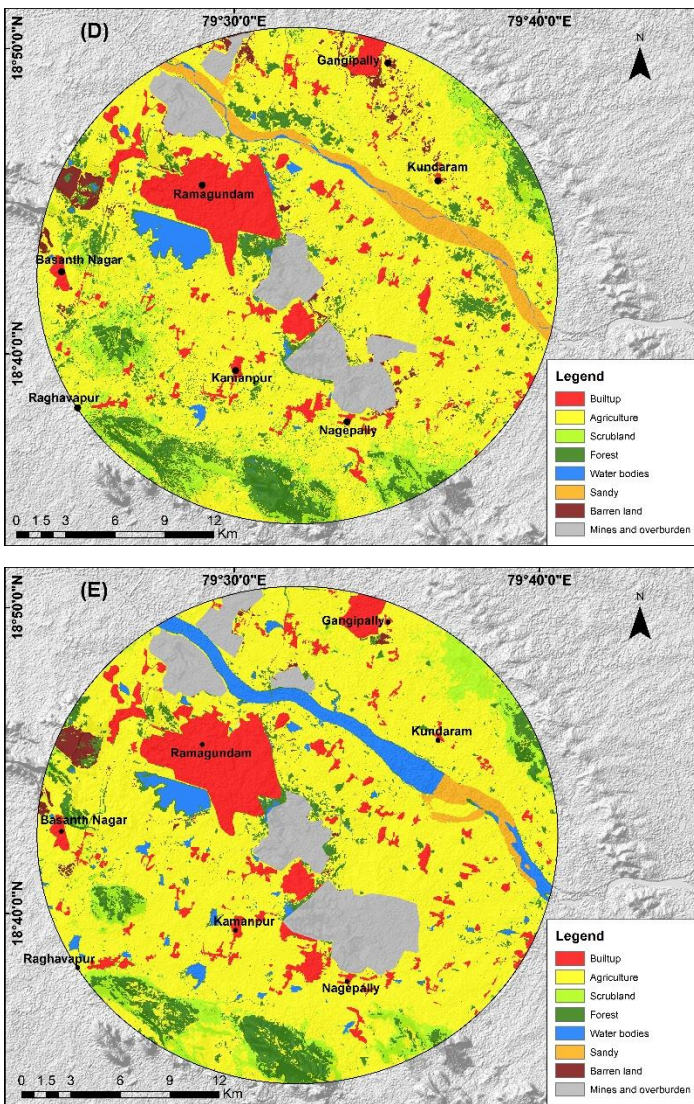 79°30'0"E
79°40'0"E
(D)
N
18°50'0"N
Gangipally
Kundaram
Ramagundam
Basanth Nagar
18°40'0"N
Kamanpur
Raghavapur
Nagepally
Legend
Builtup
Agriculture
Scrubland
Forest
Water bodies
Sandy
Barren land
Mines and overburden
0 1.5 3 6 9 12
Km
79°30'0"E
79°40'0"E
(E)
N
18°50'0"N
Gangipally
Kundaram
Ramagundam
Basanth Nagar
18°40'0"N
Kamanpur
Raghavapur
Nagepally
Legend
Builtup
Agriculture
Scrubland
Forest
Water bodies
Sandy
Barren land
Mines and overburden
0 1.5 3 6 9 12
Km